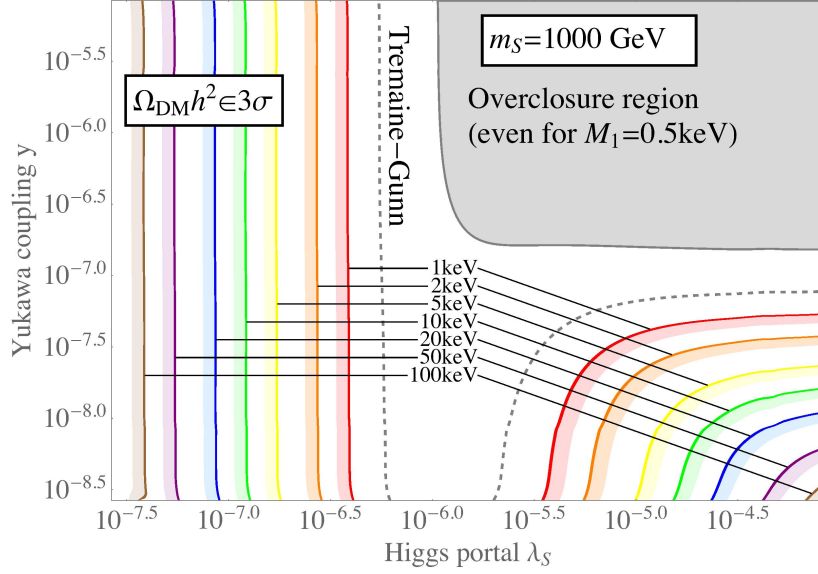 m_S=1000 GeV
Ω_DM h²∈3σ
Overclosure region
(even for M₁=0.5keV)
Tremaine−Gunn
1keV
2keV
5keV
10keV
20keV
50keV
100keV
Yukawa coupling y
10^-5.5
10^-6.0
10^-6.5
10^-7.0
10^-7.5
10^-8.0
10^-8.5
10^-7.5
10^-7.0
10^-6.5
10^-6.0
10^-5.5
10^-5.0
10^-4.5
Higgs portal λ_S